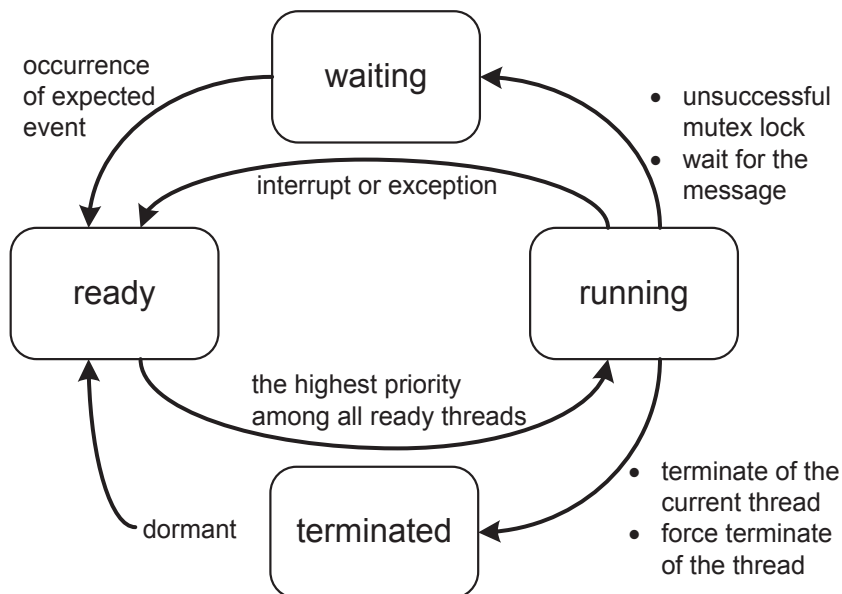 waiting
occurrence
of expected
event
• unsuccessful
mutex lock
• wait for the
message
interrupt or exception
ready
running
the highest priority
among all ready threads
• terminate of the
current thread
• force terminate
of the thread
dormant
terminated